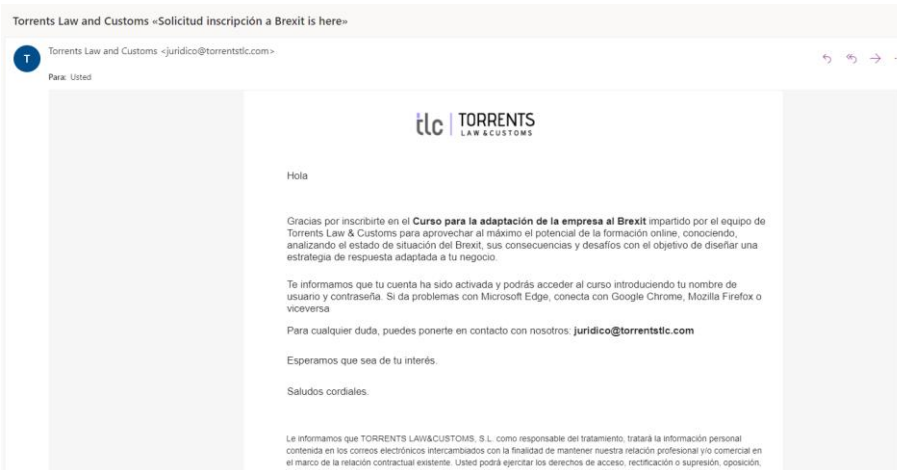 Torrents Law and Customs «Solicitud inscripción a Brexit is here»
T
Torrents Law and Customs <juridico@torrentstlc.com>
Para: Usted
tlc | TORRENTS
LAW & CUSTOMS
Hola
Gracias por inscribirte en el Curso para la adaptación de la empresa al Brexit impartido por el equipo de
Torrents Law & Customs para aprovechar al máximo el potencial de la formación online, conociendo,
analizando el estado de situación del Brexit, sus consecuencias y desafíos con el objetivo de diseñar una
estrategia de respuesta adaptada a tu negocio.
Te informamos que tu cuenta ha sido activada y podrás acceder al curso introduciendo tu nombre de
usuario y contraseña. Si da problemas con Microsoft Edge, conecta con Google Chrome, Mozilla Firefox o
viceversa
Para cualquier duda, puedes ponerte en contacto con nosotros: juridico@torrentstlc.com
Esperamos que sea de tu interés.
Saludos cordiales.
Le informamos que TORRENTS LAW&CUSTOMS, S.L. como responsable del tratamiento, tratará la información personal
contenida en los correos electrónicos intercambiados con la finalidad de mantener nuestra relación profesional y/o comercial en
el marco de la relación contractual existente. Usted podrá ejercitar los derechos de acceso, rectificación o supresión, oposición,